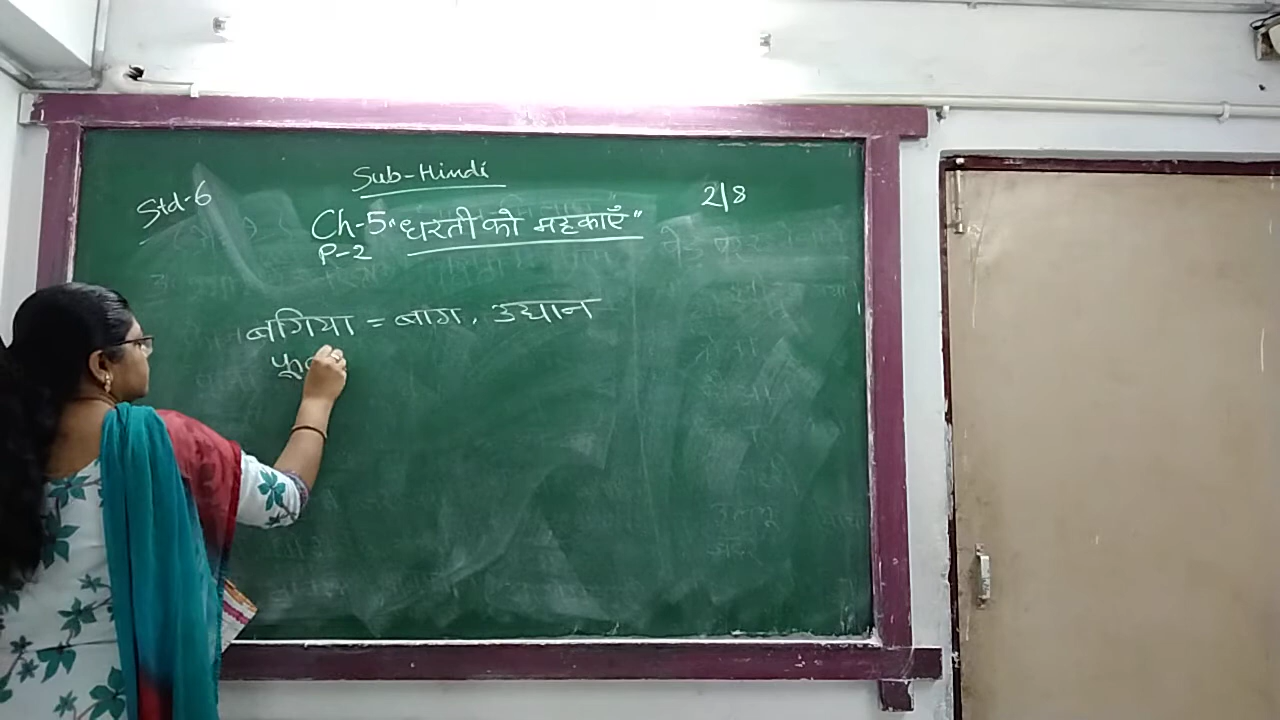 Sub-Hindi
Std-6
2/8
Ch-5 "धरती को महकाएँ"
P-2
बगिया = बाग, उद्यान